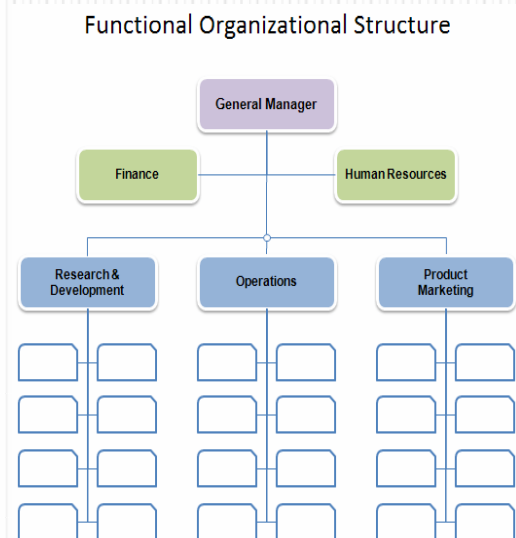 Functional Organizational Structure
General Manager
Finance
Human Resources
Research &
Development
Operations
Product
Marketing